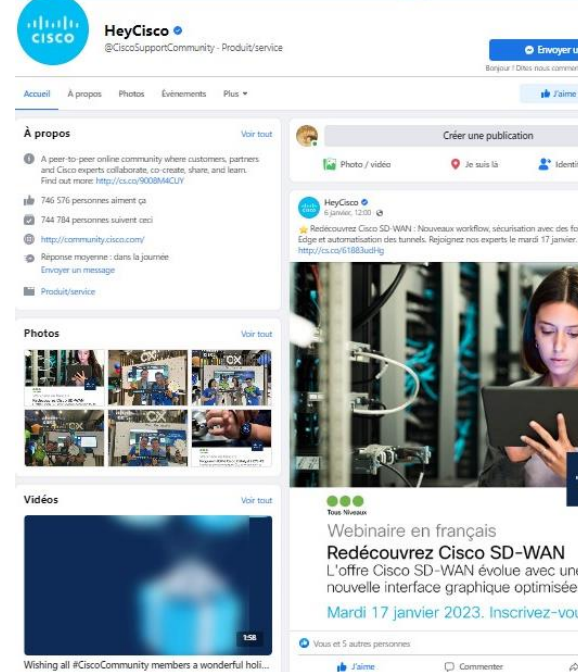 CISCO
HeyCisco
@CiscoSupportCommunity · Produit/service
Envoyer u
Bonjour ! Dites nous commen
Accueil À propos Photos Évènements Plus
J'aime
À propos
Voir tout
A peer-to-peer online community where customers, partners
and Cisco experts collaborate, co-create, share, and learn.
Find out more: http://cs.co/9008M4CUY
746 576 personnes aiment ça
744 784 personnes suivent ceci
http://community.cisco.com/
Réponse moyenne : dans la journée
Envoyer un message
Produit/service
Photos
Voir tout
Vidéos
Voir tout
1:58
Wishing all #CiscoCommunity members a wonderful holi...
Créer une publication
Photo / vidéo
Je suis là
Identi
HeyCisco
6 janvier, 12:00
Redécouvrez Cisco SD-WAN : Nouveaux workflow, sécurisation avec des fo
Edge et automatisation des tunnels. Rejoignez nos experts le mardi 17 janvier.
http://cs.co/61883udHg
Tous Niveaux
Webinaire en français
Redécouvrez Cisco SD-WAN
L'offre Cisco SD-WAN évolue avec une
nouvelle interface graphique optimisée
Mardi 17 janvier 2023. Inscrivez-vou
Vous et 5 autres personnes
J'aime
Commenter